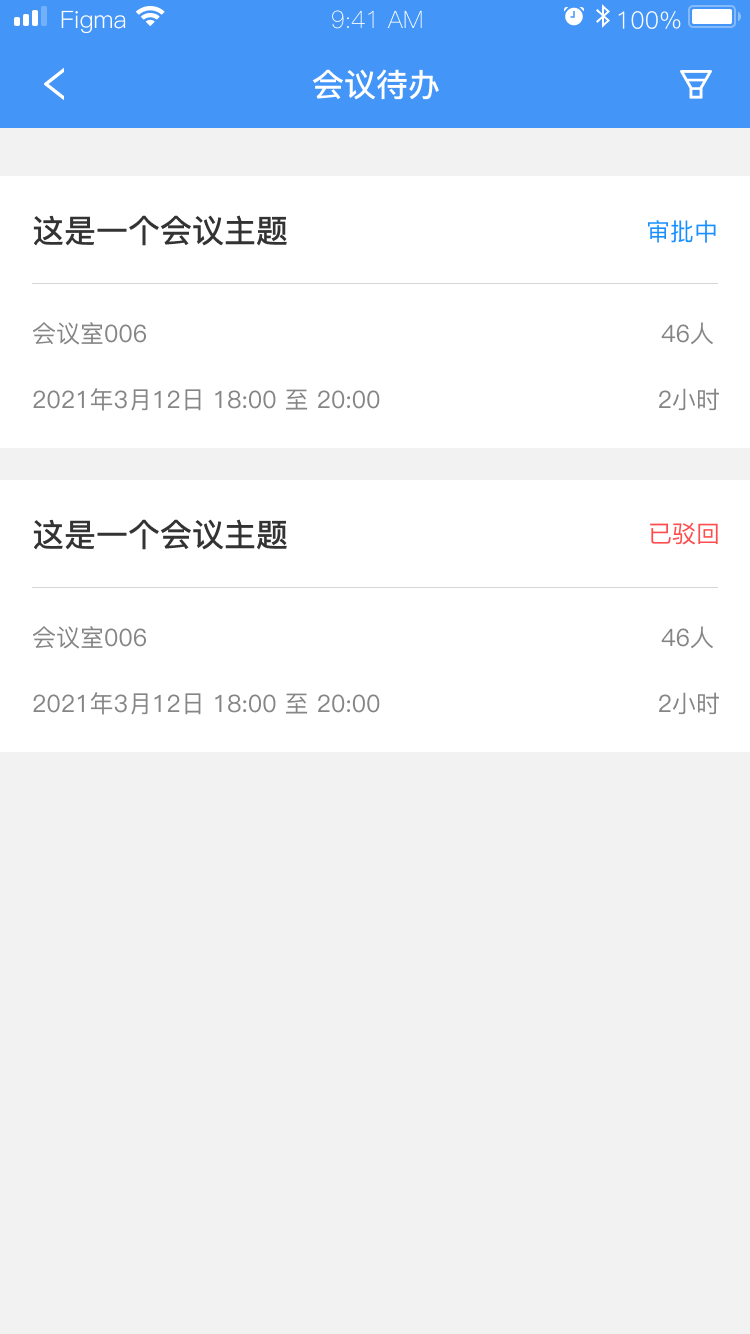 Figma 9:41 AM 100%
会议待办
这是一个会议主题 审批中
会议室006 46人
2021年3月12日 18:00 至 20:00 2小时
这是一个会议主题 已驳回
会议室006 46人
2021年3月12日 18:00 至 20:00 2小时